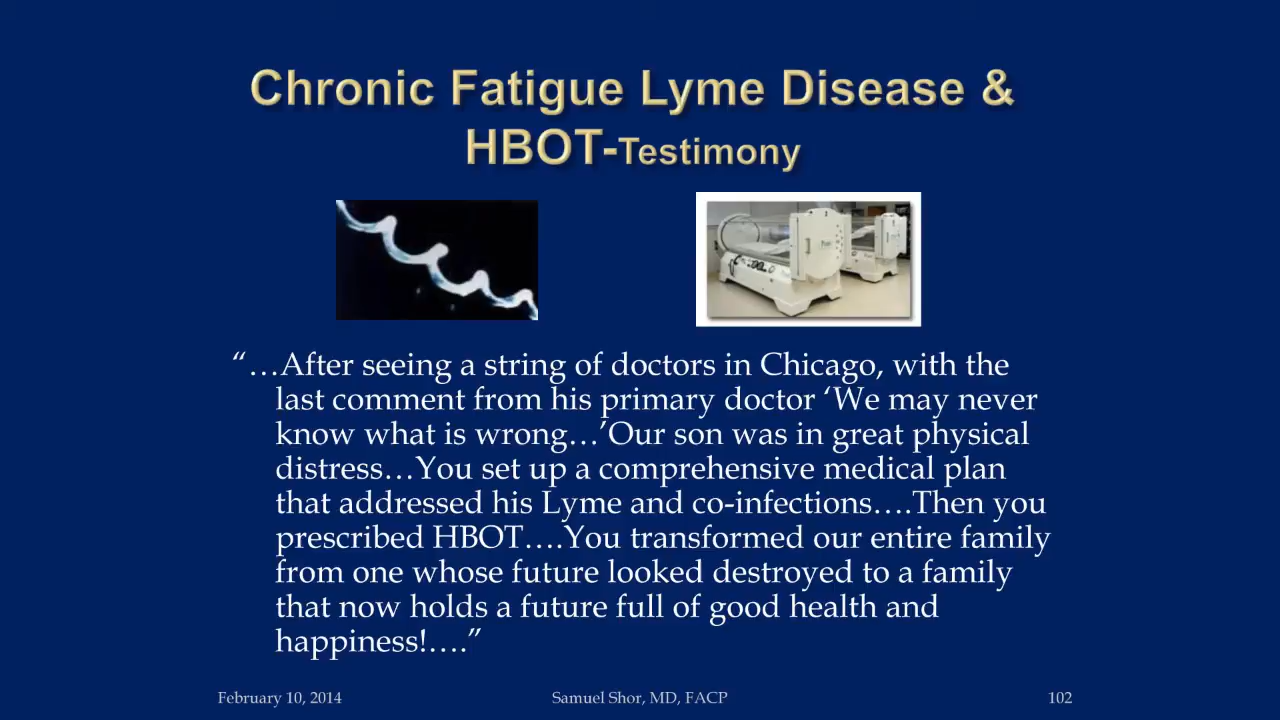 Chronic Fatigue Lyme Disease &
HBOT-Testimony
“…After seeing a string of doctors in Chicago, with the
last comment from his primary doctor ‘We may never
know what is wrong…’Our son was in great physical
distress…You set up a comprehensive medical plan
that addressed his Lyme and co-infections….Then you
prescribed HBOT….You transformed our entire family
from one whose future looked destroyed to a family
that now holds a future full of good health and
happiness!….”
February 10, 2014
Samuel Shor, MD, FACP
102